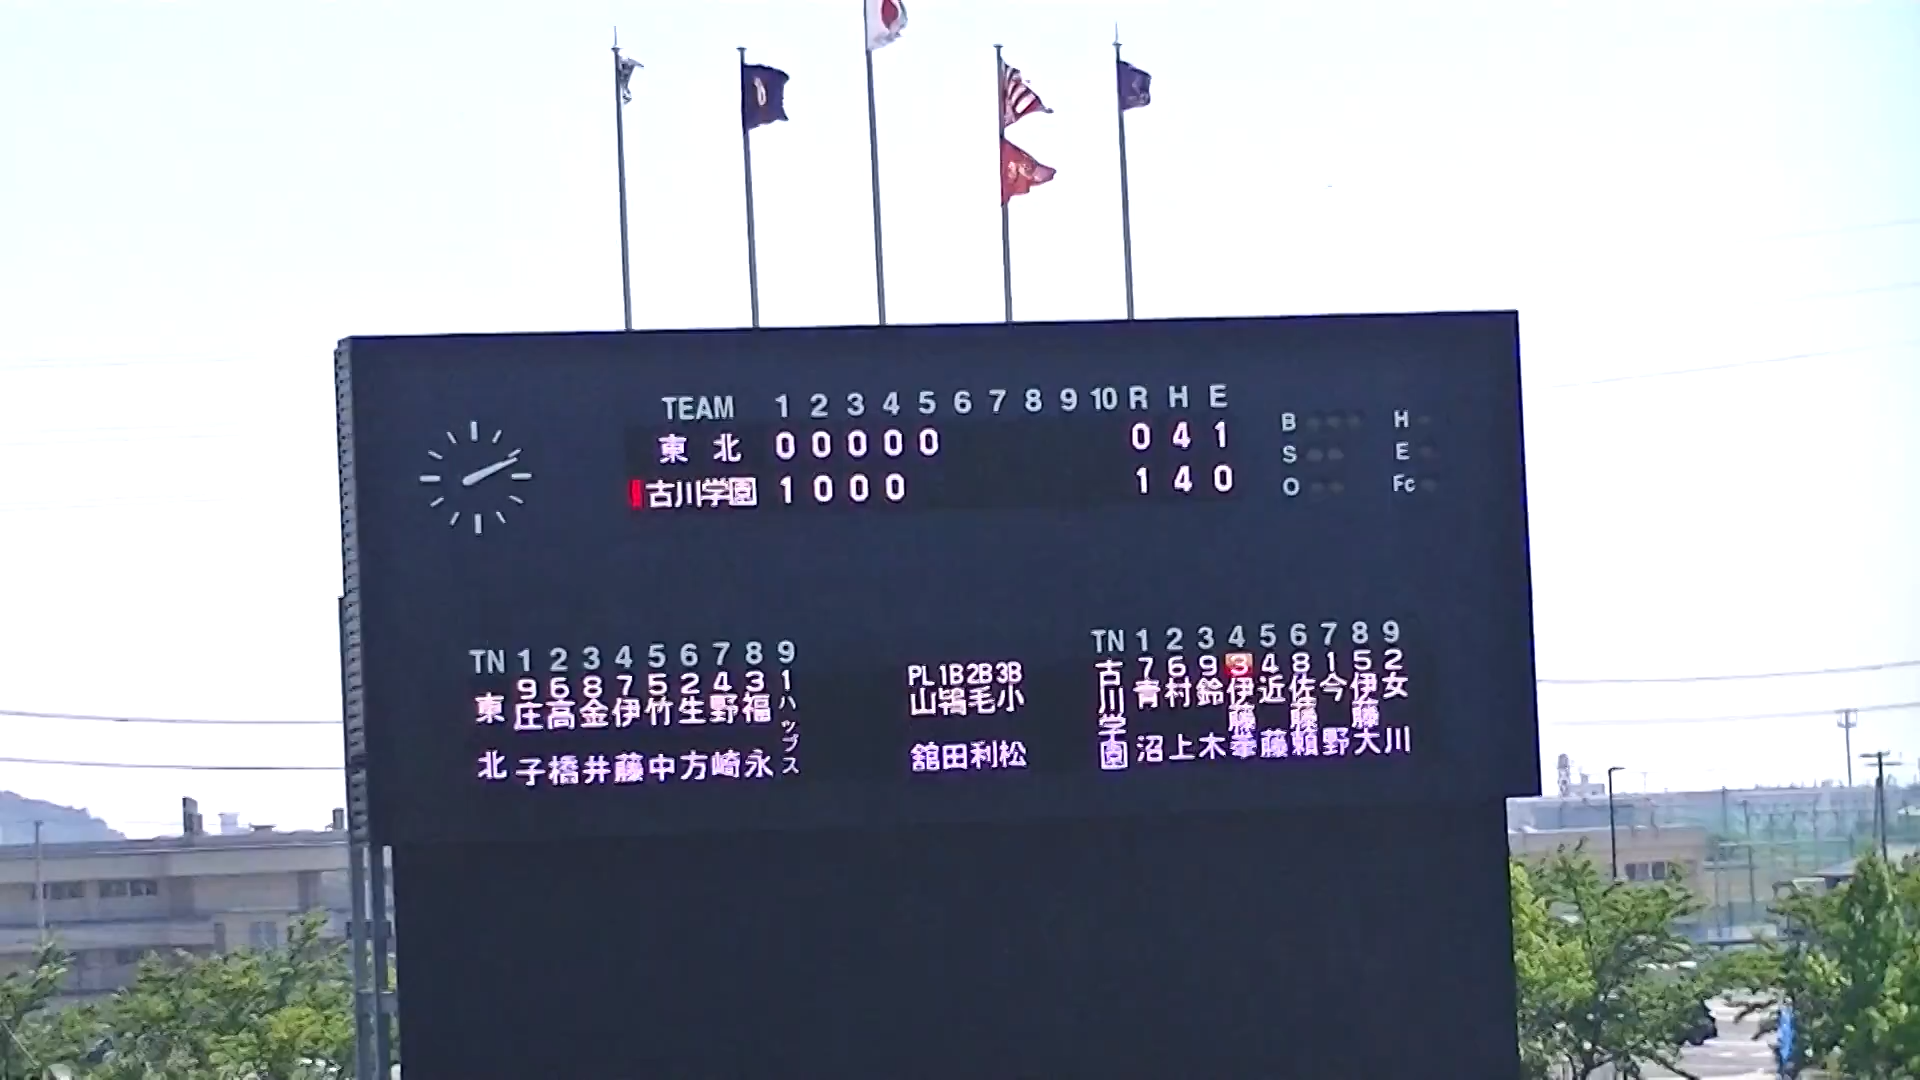 TEAM 1 2 3 4 5 6 7 8 9 10 R H E
東北 0 0 0 0 0 0 4 1
古川学園 1 0 0 0 1 4 0
B H
S E
O Fc
TN 1 2 3 4 5 6 7 8 9
9 6 8 7 5 2 4 3 1
東北 庄子 高橋 金井 伊藤 竹中 生方 野崎 福永 ハップス
PL 1B 2B 3B
山舘 鴇田 毛利 小松
TN 1 2 3 4 5 6 7 8 9
7 6 9 3 4 8 1 5 2
古川学園 青沼 村上 鈴木 伊藤拳 近藤 佐藤頼 今野 伊藤大 女川